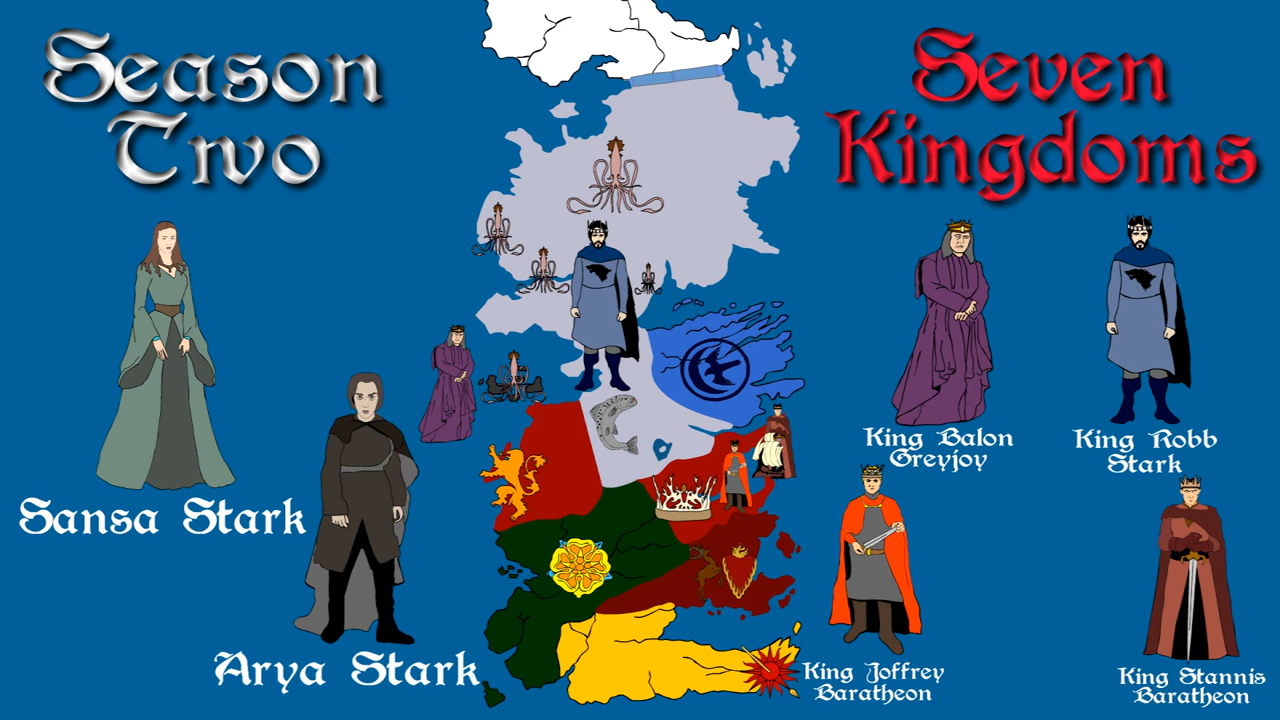 Season
Two
Seven
Kingdoms
Sansa Stark
Arya Stark
King Balon
Greyjoy
King Robb
Stark
King Joffrey
Baratheon
King Stannis
Baratheon